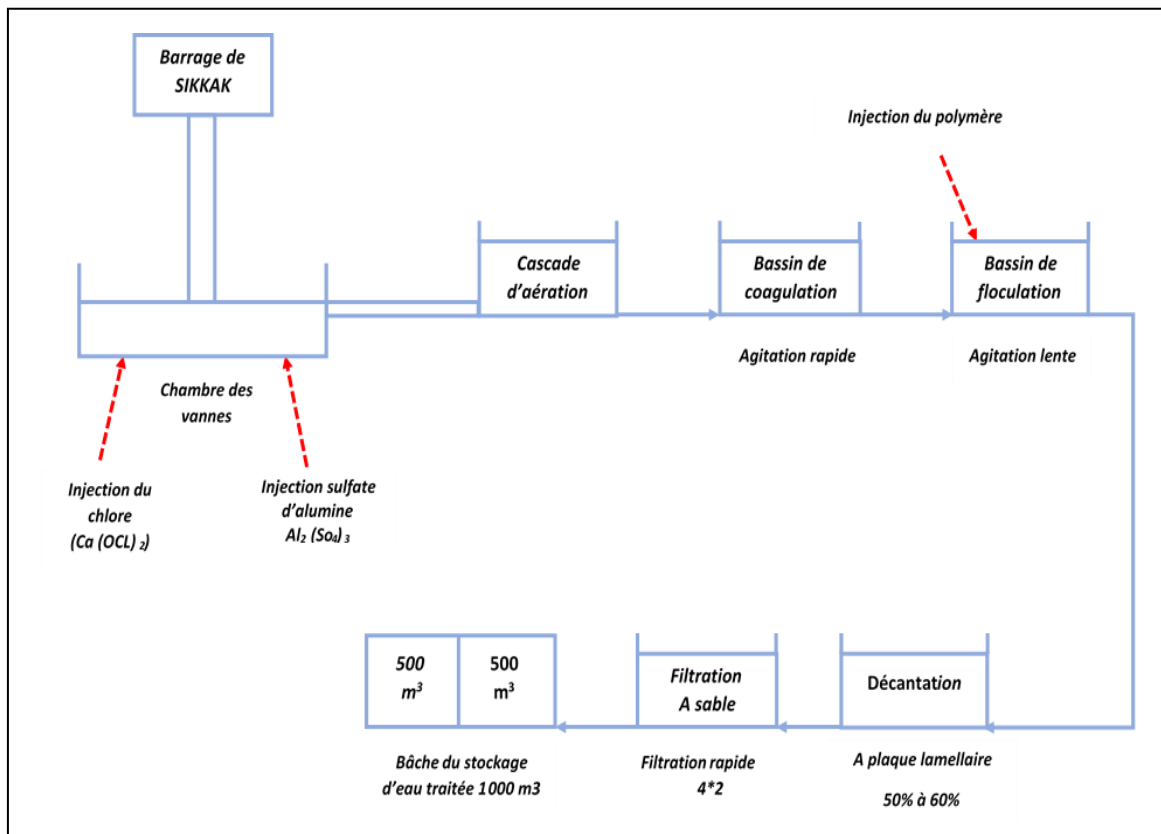 Barrage de
SIKKAK
Injection du polymère
Cascade
d'aération
Bassin de
coagulation
Bassin de
floculation
Agitation rapide
Agitation lente
Chambre des
vannes
Injection du
chlore
(Ca (OCL) 2)
Injection sulfate
d'alumine
Al2 (So4) 3
500
m3
500
m3
Filtration
A sable
Décantation
Bâche du stockage
d'eau traitée 1000 m3
Filtration rapide
4*2
A plaque lamellaire
50% à 60%